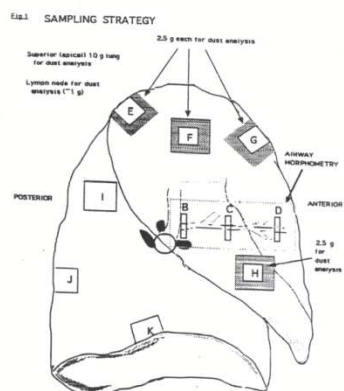 Fig.1 SAMPLING STRATEGY
2.5 g each for dust analysis
Superior (apical) 10 g lung
for dust analysis
Lympn node for dust
analysis (~1 g)
E
F
G
AIRWAY
MORPHOMETRY
POSTERIOR
I
ANTERIOR
B
C
D
2.5 g
for
dust
analysis
H
J
K